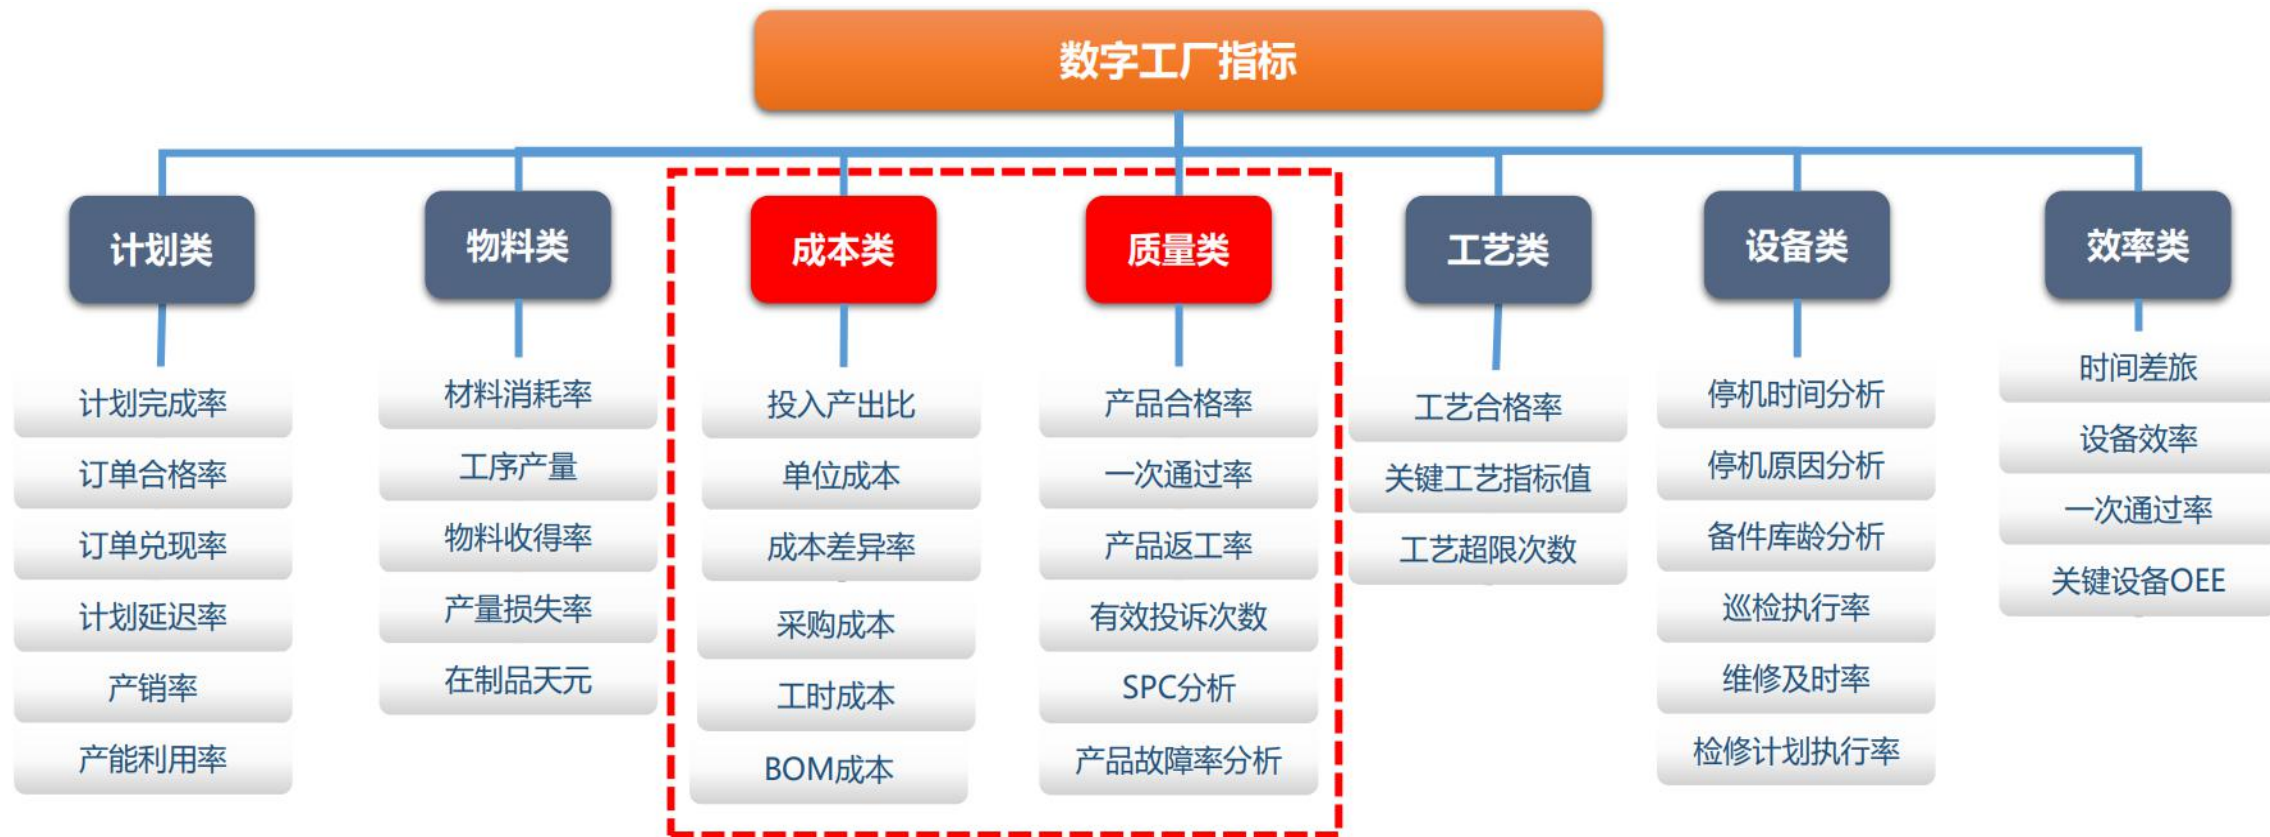 数字工厂指标
计划类
物料类
成本类
质量类
工艺类
设备类
效率类
计划完成率
订单合格率
订单兑现率
计划延迟率
产销率
产能利用率
材料消耗率
工序产量
物料收得率
产量损失率
在制品天元
投入产出比
单位成本
成本差异率
采购成本
工时成本
BOM成本
产品合格率
一次通过率
产品返工率
有效投诉次数
SPC分析
产品故障率分析
工艺合格率
关键工艺指标值
工艺超限次数
停机时间分析
停机原因分析
备件库龄分析
巡检执行率
维修及时率
检修计划执行率
时间差旅
设备效率
一次通过率
关键设备OEE